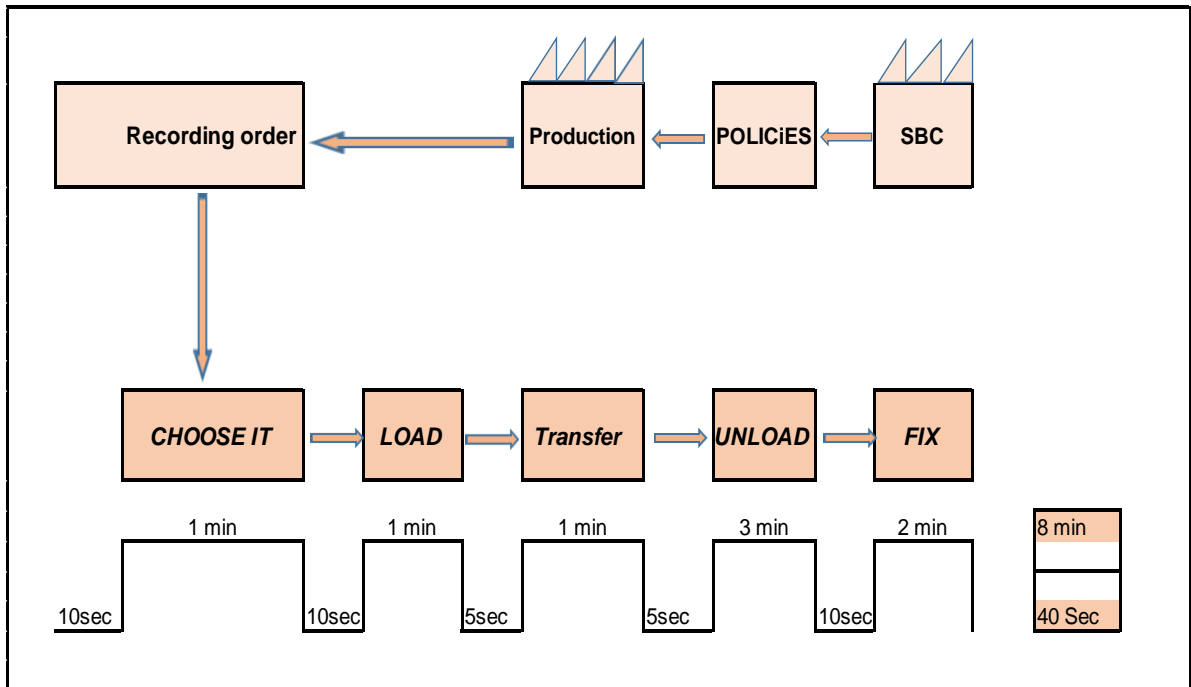 Recording order
Production
POLICiES
SBC
CHOOSE IT
LOAD
Transfer
UNLOAD
FIX
1 min
1 min
1 min
3 min
2 min
8 min
10sec
10sec
5sec
5sec
10sec
40 Sec